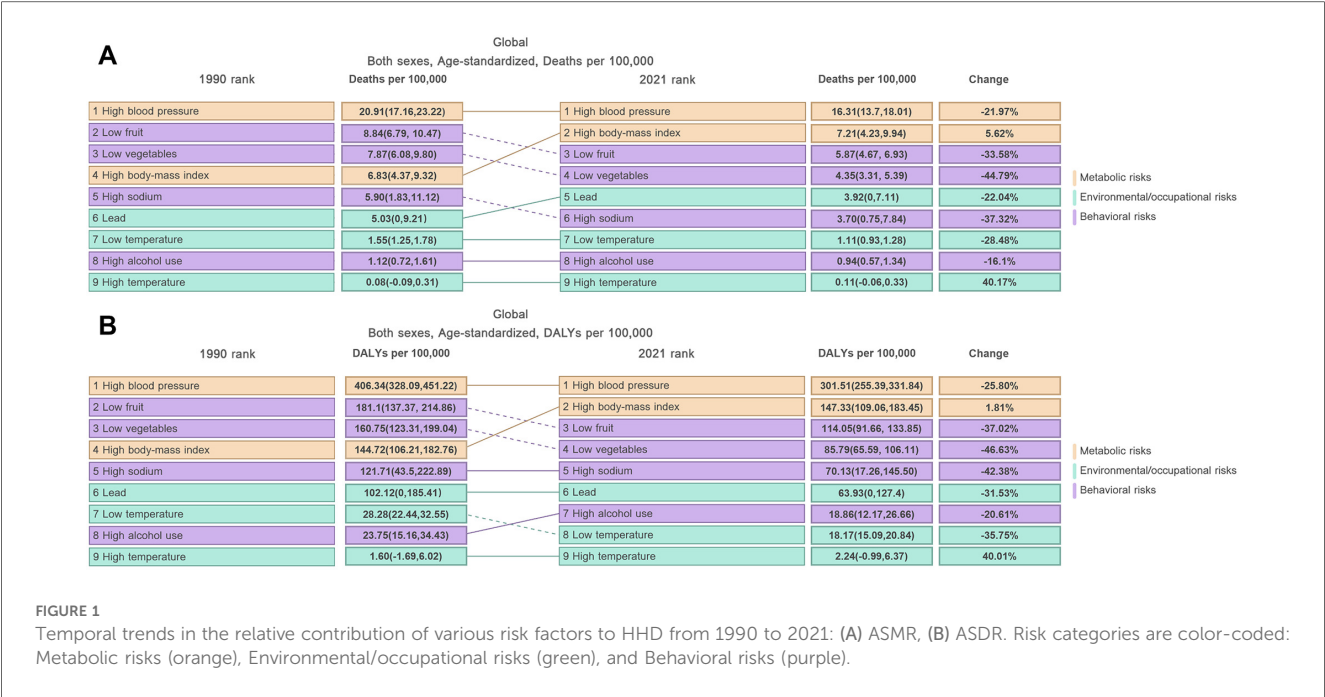 A
Global
Both sexes, Age-standardized, Deaths per 100,000
1990 rank Deaths per 100,000 2021 rank Deaths per 100,000 Change
1 High blood pressure 20.91(17.16,23.22) 1 High blood pressure 16.31(13.7,18.01) -21.97%
2 Low fruit 8.84(6.79, 10.47) 2 High body-mass index 7.21(4.23,9.94) 5.62%
3 Low vegetables 7.87(6.08,9.80) 3 Low fruit 5.87(4.67, 6.93) -33.58%
4 High body-mass index 6.83(4.37,9.32) 4 Low vegetables 4.35(3.31, 5.39) -44.79%
5 High sodium 5.90(1.83,11.12) 5 Lead 3.92(0,7.11) -22.04%
6 Lead 5.03(0,9.21) 6 High sodium 3.70(0.75,7.84) -37.32%
7 Low temperature 1.55(1.25,1.78) 7 Low temperature 1.11(0.93,1.28) -28.48%
8 High alcohol use 1.12(0.72,1.61) 8 High alcohol use 0.94(0.57,1.34) -16.1%
9 High temperature 0.08(-0.09,0.31) 9 High temperature 0.11(-0.06,0.33) 40.17%
Metabolic risks
Environmental/occupational risks
Behavioral risks
B
Global
Both sexes, Age-standardized, DALYs per 100,000
1990 rank DALYs per 100,000 2021 rank DALYs per 100,000 Change
1 High blood pressure 406.34(328.09,451.22) 1 High blood pressure 301.51(255.39,331.84) -25.80%
2 Low fruit 181.1(137.37, 214.86) 2 High body-mass index 147.33(109.06,183.45) 1.81%
3 Low vegetables 160.75(123.31,199.04) 3 Low fruit 114.05(91.66, 133.85) -37.02%
4 High body-mass index 144.72(106.21,182.76) 4 Low vegetables 85.79(65.59, 106.11) -46.63%
5 High sodium 121.71(43.5,222.89) 5 High sodium 70.13(17.26,145.50) -42.38%
6 Lead 102.12(0,185.41) 6 Lead 63.93(0,127.4) -31.53%
7 Low temperature 28.28(22.44,32.55) 7 High alcohol use 18.86(12.17,26.66) -20.61%
8 High alcohol use 23.75(15.16,34.43) 8 Low temperature 18.17(15.09,20.84) -35.75%
9 High temperature 1.60(-1.69,6.02) 9 High temperature 2.24(-0.99,6.37) 40.01%
Metabolic risks
Environmental/occupational risks
Behavioral risks
FIGURE 1
Temporal trends in the relative contribution of various risk factors to HHD from 1990 to 2021: (A) ASMR, (B) ASDR. Risk categories are color-coded:
Metabolic risks (orange), Environmental/occupational risks (green), and Behavioral risks (purple).